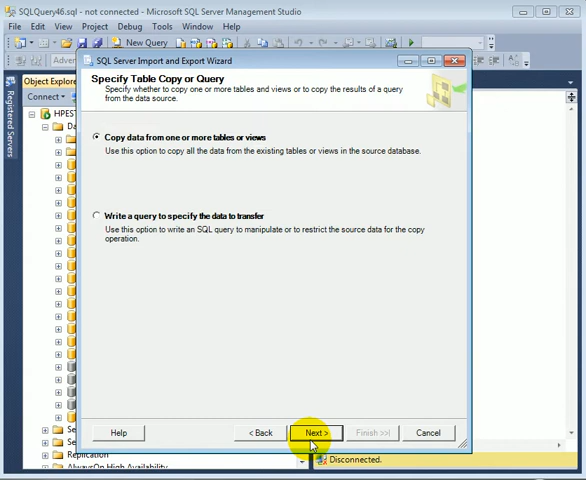 SQLQuery46.sql - not connected - Microsoft SQL Server Management Studio
File Edit View Project Debug Tools Window Help
New Query
Object Explorer
Connect
Registered Servers
SQL Server Import and Export Wizard
Specify Table Copy or Query
Specify whether to copy one or more tables and views or to copy the results of a query
from the data source.
Copy data from one or more tables or views
Use this option to copy all the data from the existing tables or views in the source database.
Write a query to specify the data to transfer
Use this option to write an SQL query to manipulate or to restrict the source data for the copy
operation.
Help
< Back
Next >
Finish >>|
Cancel
Replication
AlwaysOn High Availability
Disconnected.